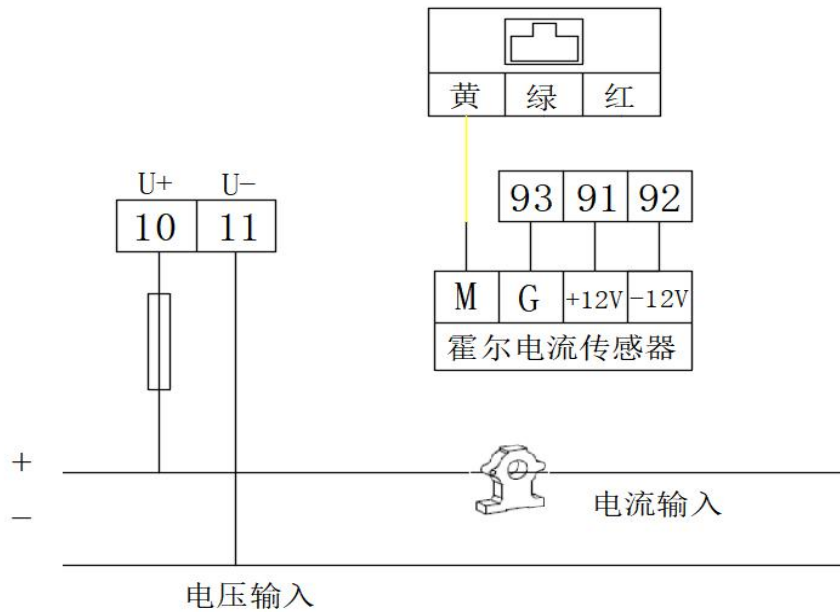 黄 绿 红
U+ U-
10 11
93 91 92
M G +12V -12V
霍尔电流传感器
+
电流输入
−
电压输入